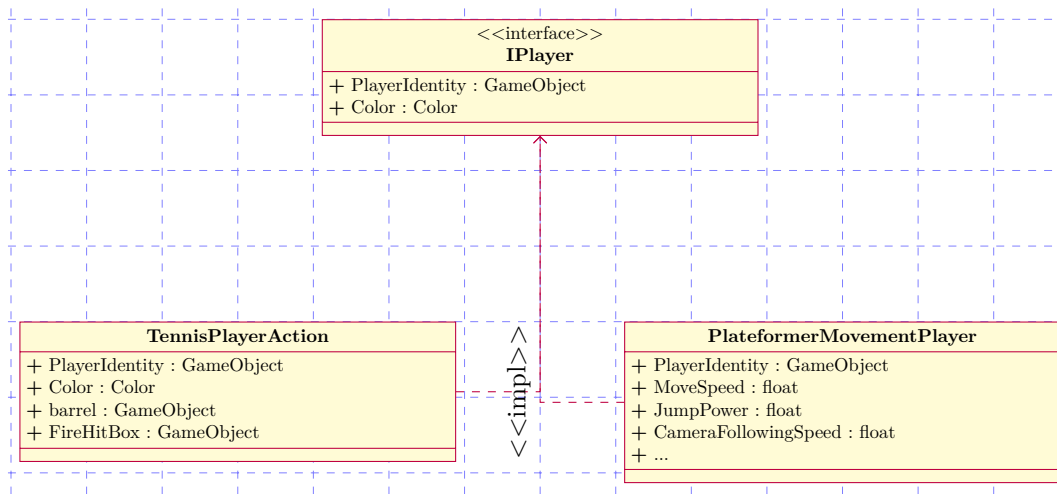 <<interface>>
IPlayer
+ PlayerIdentity : GameObject
+ Color : Color
TennisPlayerAction
+ PlayerIdentity : GameObject
+ Color : Color
+ barrel : GameObject
+ FireHitBox : GameObject
<<impl>>
PlateformerMovementPlayer
+ PlayerIdentity : GameObject
+ MoveSpeed : float
+ JumpPower : float
+ CameraFollowingSpeed : float
+ ...